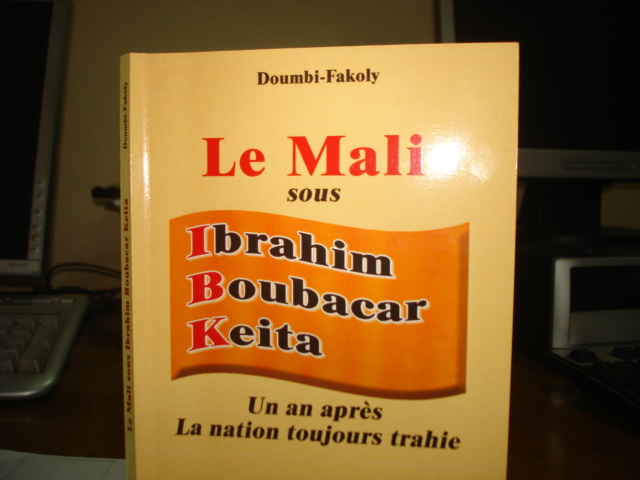 Doumbi-Fakoly
Le Mali
sous
Ibrahim
Boubacar
Keita
Un an après
La nation toujours trahie
Le Mali sous Ibrahim Boubacar Keita
Doumbi-Fakoly